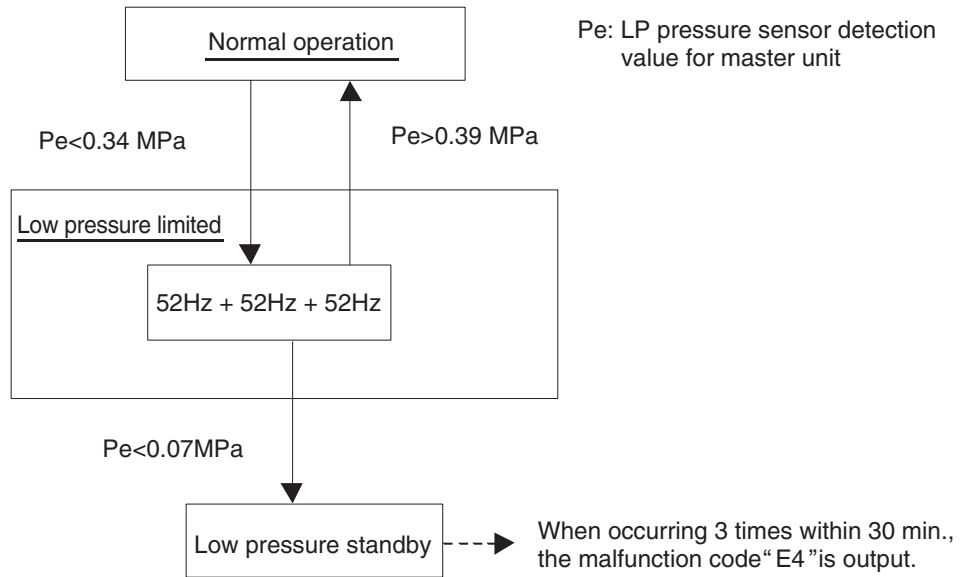 Normal operation
Pe: LP pressure sensor detection
value for master unit
Pe<0.34 MPa
Pe>0.39 MPa
Low pressure limited
52Hz + 52Hz + 52Hz
Pe<0.07MPa
Low pressure standby
When occurring 3 times within 30 min.,
the malfunction code“E4”is output.